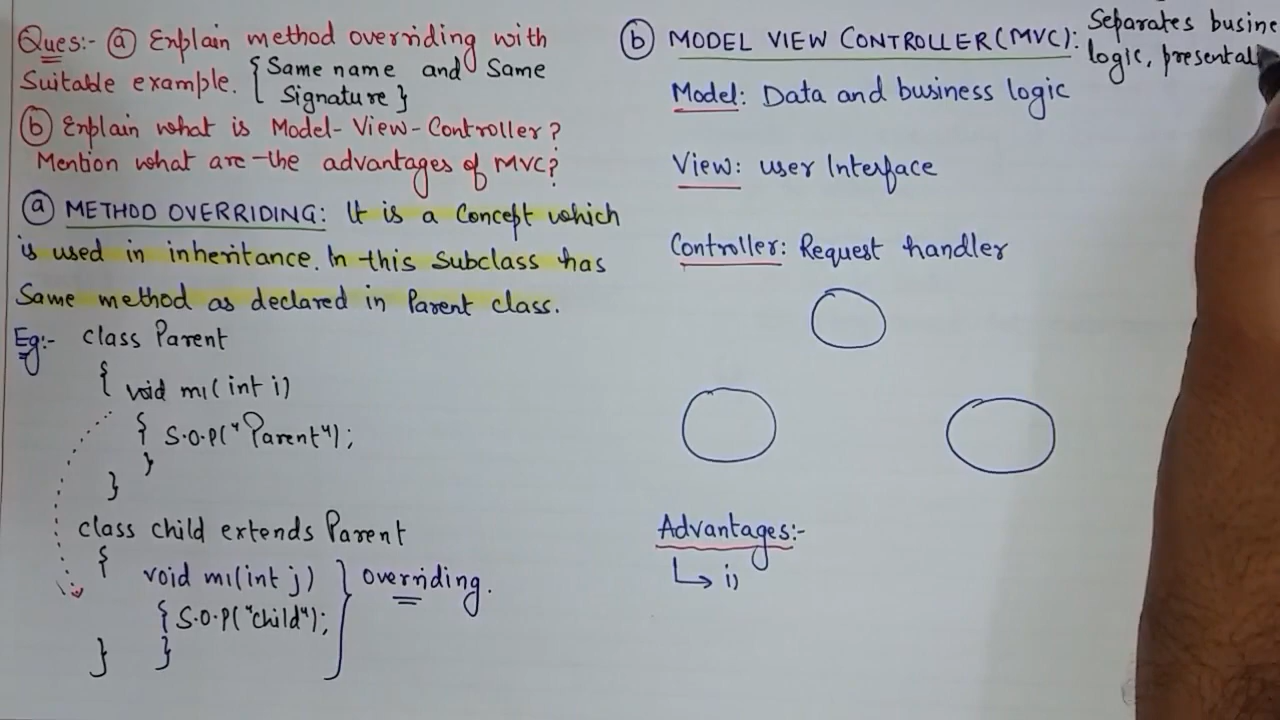 Ques:- (a) Explain method overriding with
Suitable example. { Same name and Same
Signature }
(b) Explain what is Model-View-Controller?
Mention what are the advantages of MVC?
(a) METHOD OVERRIDING: It is a Concept which
is used in inheritance. In this Subclass has
Same method as declared in Parent class.
Eg:- class Parent
{ void m1(int i)
{ S.O.P("Parent");
}
}
class child extends Parent
{ void m1(int j) } overriding.
{ S.O.P("child");
} }
(b) MODEL VIEW CONTROLLER(MVC): Separates busine
logic, presentat
Model: Data and business logic
View: user Interface
Controller: Request handler
Advantages:-
↳ i)